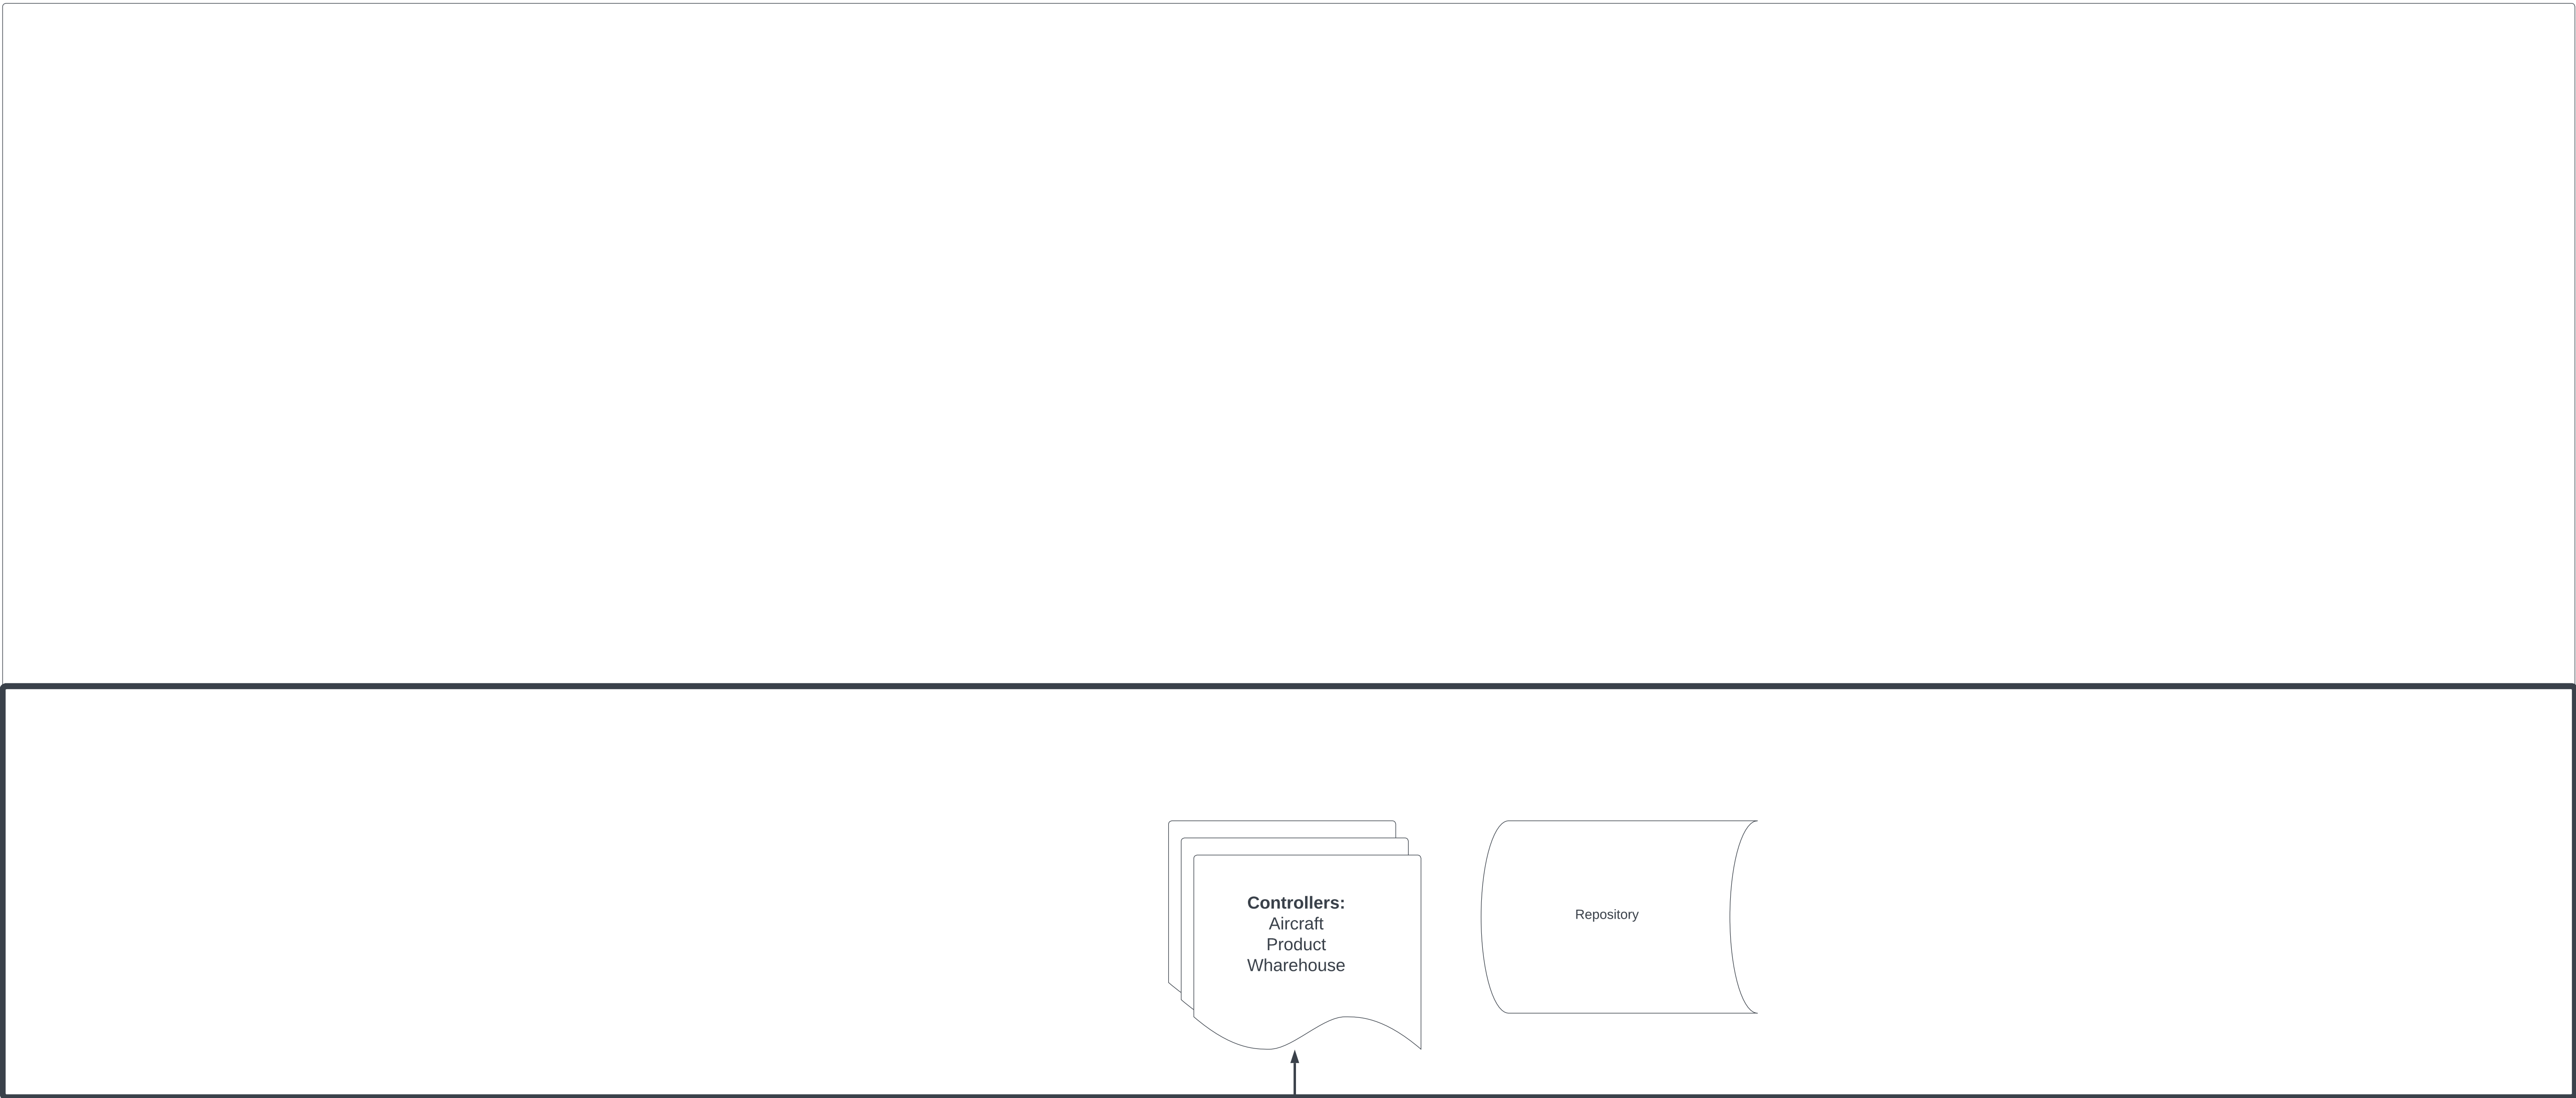 Controllers:
Aircraft
Product
Wharehouse
Repository